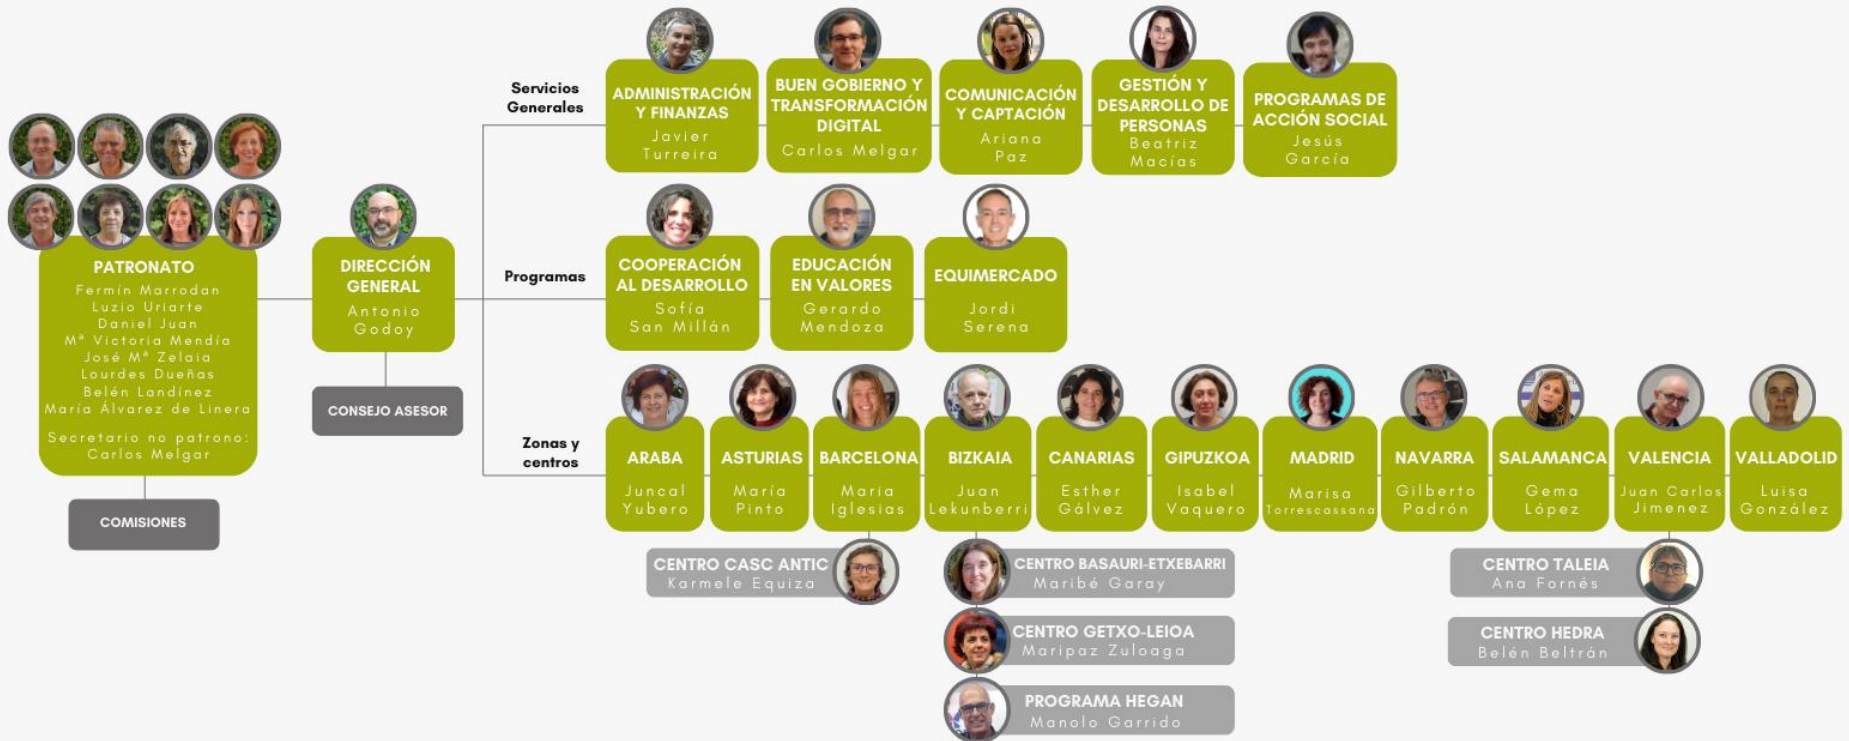 PATRONATO
Fermín Marrodan
Luzio Uriarte
Daniel Juan
Mª Victoria Mendía
José Mª Zelaia
Lourdes Dueñas
Belén Landínez
María Álvarez de Linera
Secretario no patrono:
Carlos Melgar
COMISIONES
DIRECCIÓN
GENERAL
Antonio
Godoy
CONSEJO ASESOR
Servicios
Generales
ADMINISTRACIÓN
Y FINANZAS
Javier
Turreira
BUEN GOBIERNO Y
TRANSFORMACIÓN
DIGITAL
Carlos Melgar
COMUNICACIÓN
Y CAPTACIÓN
Ariana
Paz
GESTIÓN Y
DESARROLLO DE
PERSONAS
Beatriz
Macías
PROGRAMAS DE
ACCIÓN SOCIAL
Jesús
García
Programas
COOPERACIÓN
AL DESARROLLO
Sofía
San Millán
EDUCACIÓN
EN VALORES
Gerardo
Mendoza
EQUIMERCADO
Jordi
Serena
Zonas y
centros
ARABA
Juncal
Yubero
ASTURIAS
María
Pinto
BARCELONA
Maria
Iglesias
BIZKAIA
Juan
Lekunberri
CANARIAS
Esther
Gálvez
GIPUZKOA
Isabel
Vaquero
MADRID
Marisa
Torrescassana
NAVARRA
Gilberto
Padrón
SALAMANCA
Gema
López
VALENCIA
Juan Carlos
Jimenez
VALLADOLID
Luisa
González
CENTRO CASC ANTIC
Karmele Equiza
CENTRO BASAURI-ETXEBARRI
Maribé Garay
CENTRO GETXO-LEIOA
Maripaz Zuloaga
PROGRAMA HEGAN
Manolo Garrido
CENTRO TALEIA
Ana Fornés
CENTRO HEDRA
Belén Beltrán